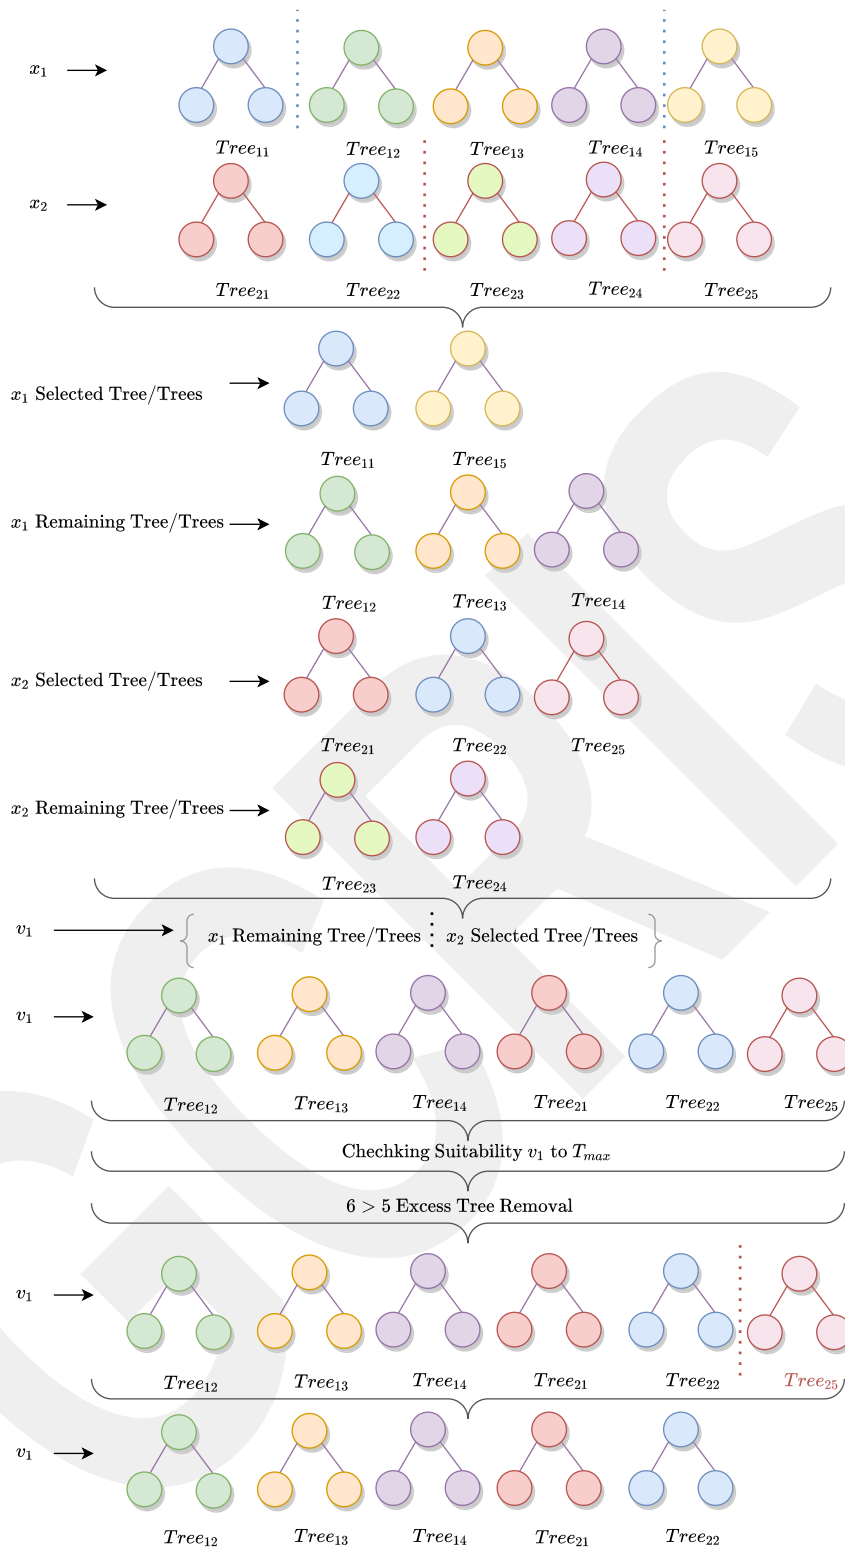 x₁
Tree₁₁ Tree₁₂ Tree₁₃ Tree₁₄ Tree₁₅
x₂
Tree₂₁ Tree₂₂ Tree₂₃ Tree₂₄ Tree₂₅
x₁ Selected Tree/Trees
Tree₁₁ Tree₁₅
x₁ Remaining Tree/Trees
Tree₁₂ Tree₁₃ Tree₁₄
x₂ Selected Tree/Trees
Tree₂₁ Tree₂₂ Tree₂₅
x₂ Remaining Tree/Trees
Tree₂₃ Tree₂₄
v₁ { x₁ Remaining Tree/Trees ⋮ x₂ Selected Tree/Trees }
v₁
Tree₁₂ Tree₁₃ Tree₁₄ Tree₂₁ Tree₂₂ Tree₂₅
Chechking Suitability v₁ to Tₘₐₓ
6 > 5 Excess Tree Removal
v₁
Tree₁₂ Tree₁₃ Tree₁₄ Tree₂₁ Tree₂₂ Tree₂₅
v₁
Tree₁₂ Tree₁₃ Tree₁₄ Tree₂₁ Tree₂₂
GCRIS